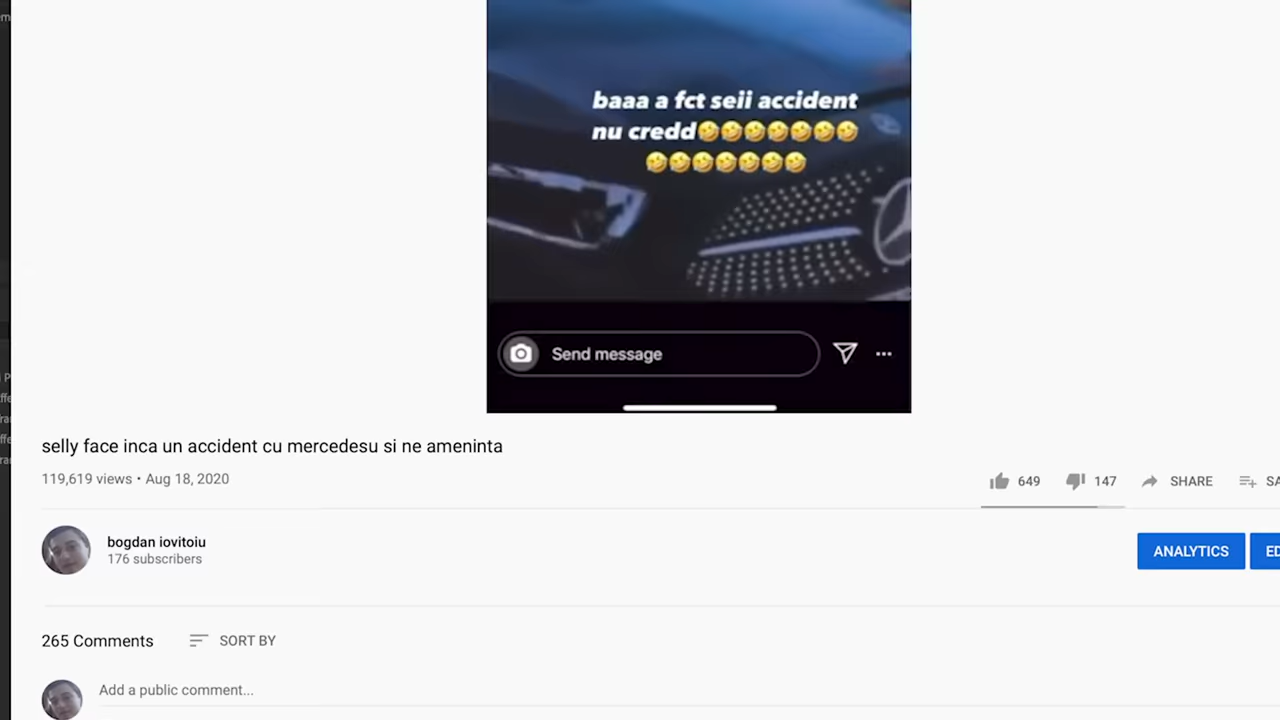 baaa a fct seii accident
nu credd🤣🤣🤣🤣🤣🤣🤣
🤣🤣🤣🤣🤣🤣🤣
Send message
selly face inca un accident cu mercedesu si ne ameninta
119,619 views • Aug 18, 2020
649 147 SHARE
bogdan iovitoiu
176 subscribers
ANALYTICS
265 Comments SORT BY
Add a public comment...